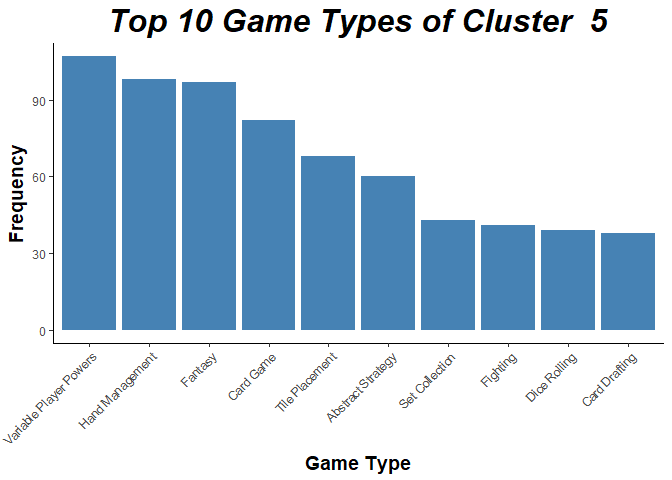 Top 10 Game Types of Cluster  5
Frequency
90
60
30
0
Variable Player Powers
Hand Management
Fantasy
Card Game
Tile Placement
Abstract Strategy
Set Collection
Fighting
Dice Rolling
Card Drafting
Game Type